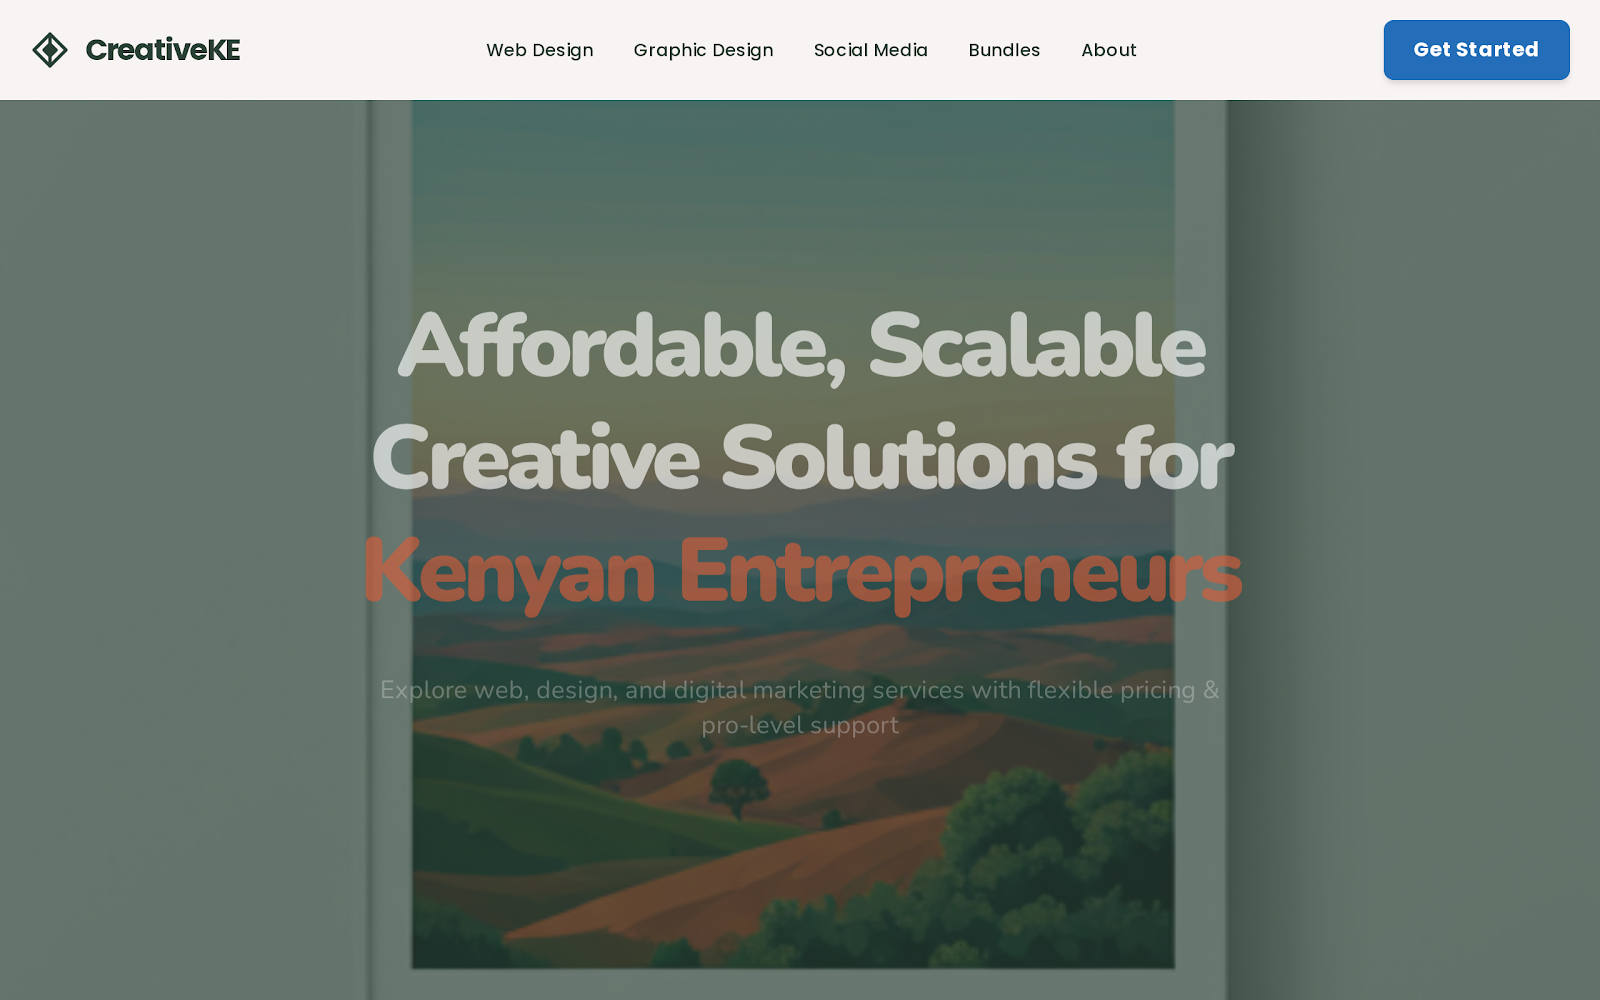 CreativeKE
Web Design
Graphic Design
Social Media
Bundles
About
Get Started
Affordable, Scalable
Creative Solutions for
Kenyan Entrepreneurs
Explore web, design, and digital marketing services with flexible pricing &
pro-level support